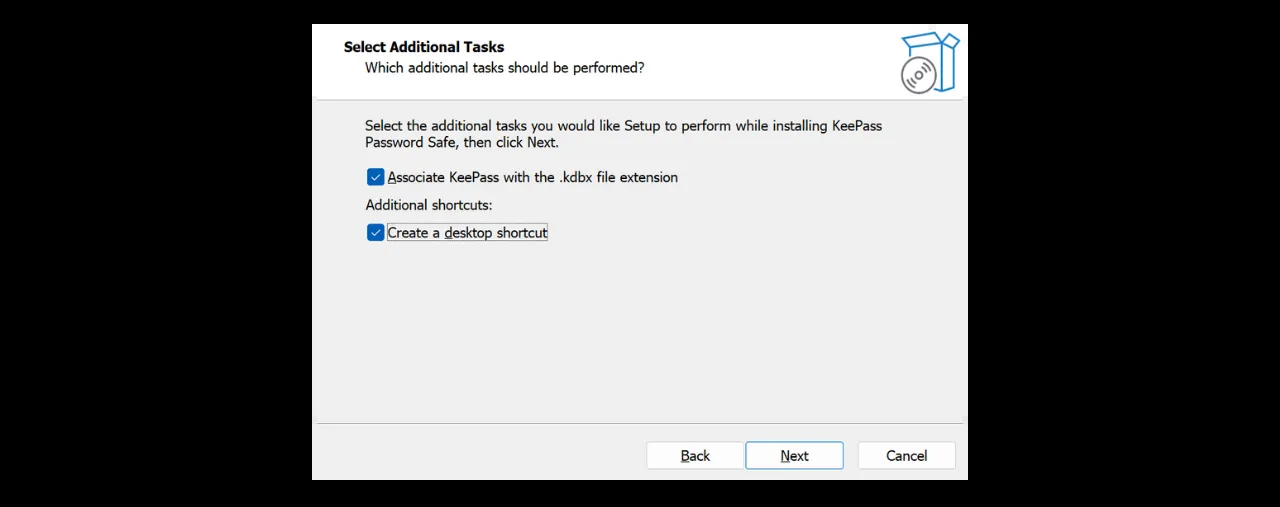 Select Additional Tasks
Which additional tasks should be performed?
Select the additional tasks you would like Setup to perform while installing KeePass
Password Safe, then click Next.
Associate KeePass with the .kdbx file extension
Additional shortcuts:
Create a desktop shortcut
Back Next Cancel